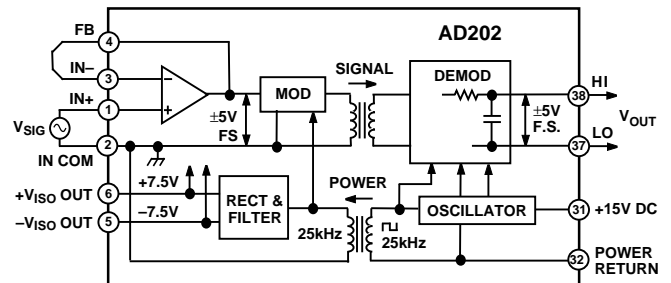 AD202
FB
4
IN–
3
IN+
1
VSIG
2
IN COM
±5V
FS
MOD
SIGNAL
DEMOD
±5V
F.S.
38
HI
VOUT
LO
37
+VISO OUT
6
+7.5V
–VISO OUT
5
–7.5V
RECT &
FILTER
POWER
25kHz
25kHz
OSCILLATOR
31
+15V DC
32
POWER
RETURN